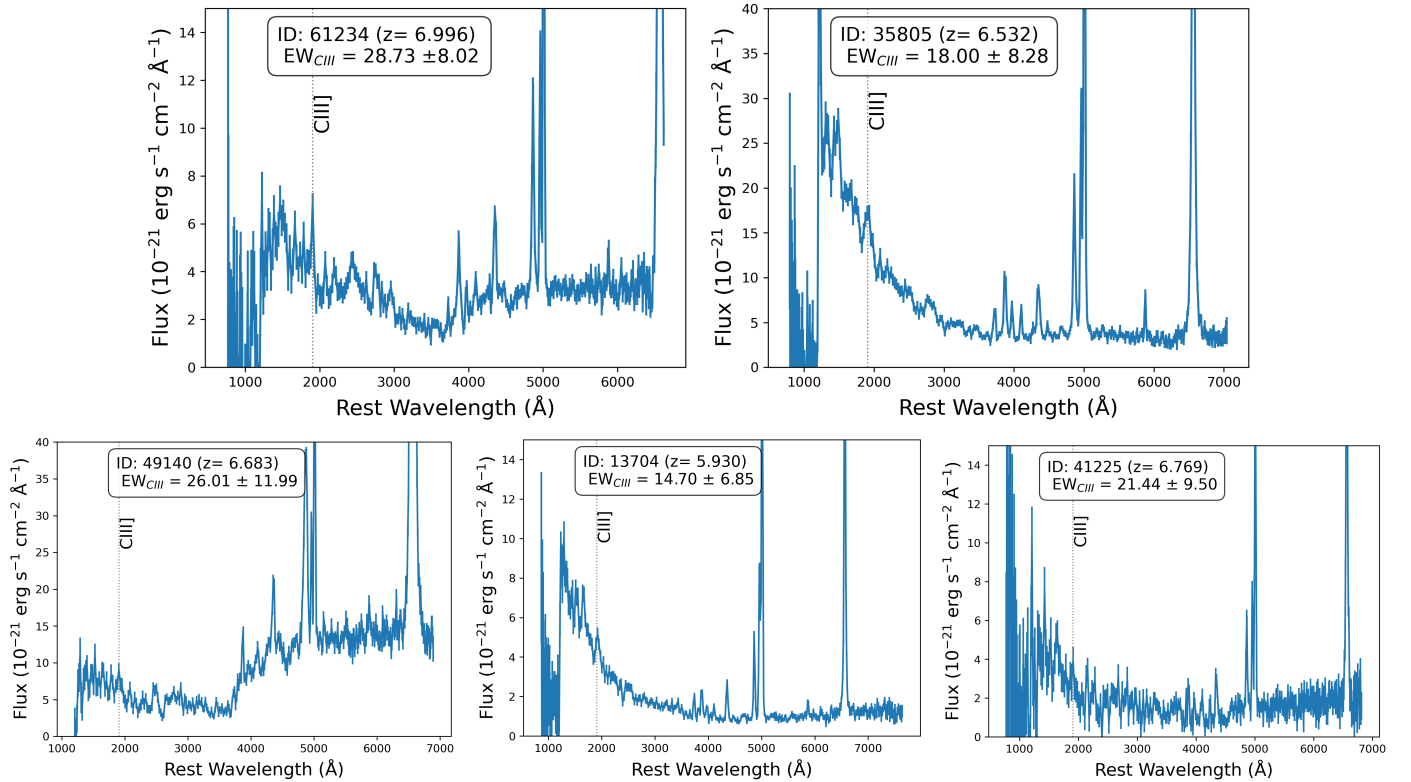 ID: 61234 (z= 6.996)
EW_CIII = 28.73 ±8.02
CIII]
Flux (10⁻²¹ erg s⁻¹ cm⁻² Å⁻¹)
0
2
4
6
8
10
12
14
1000 2000 3000 4000 5000 6000
Rest Wavelength (Å)
ID: 35805 (z= 6.532)
EW_CIII = 18.00 ± 8.28
CIII]
Flux (10⁻²¹ erg s⁻¹ cm⁻² Å⁻¹)
0
5
10
15
20
25
30
35
40
1000 2000 3000 4000 5000 6000 7000
Rest Wavelength (Å)
ID: 49140 (z= 6.683)
EW_CIII = 26.01 ± 11.99
CIII]
Flux (10⁻²¹ erg s⁻¹ cm⁻² Å⁻¹)
0
5
10
15
20
25
30
35
40
1000 2000 3000 4000 5000 6000 7000
Rest Wavelength (Å)
ID: 13704 (z= 5.930)
EW_CIII = 14.70 ± 6.85
CIII]
Flux (10⁻²¹ erg s⁻¹ cm⁻² Å⁻¹)
0
2
4
6
8
10
12
14
1000 2000 3000 4000 5000 6000 7000
Rest Wavelength (Å)
ID: 41225 (z= 6.769)
EW_CIII = 21.44 ± 9.50
CIII]
Flux (10⁻²¹ erg s⁻¹ cm⁻² Å⁻¹)
0
2
4
6
8
10
12
14
1000 2000 3000 4000 5000 6000 7000
Rest Wavelength (Å)